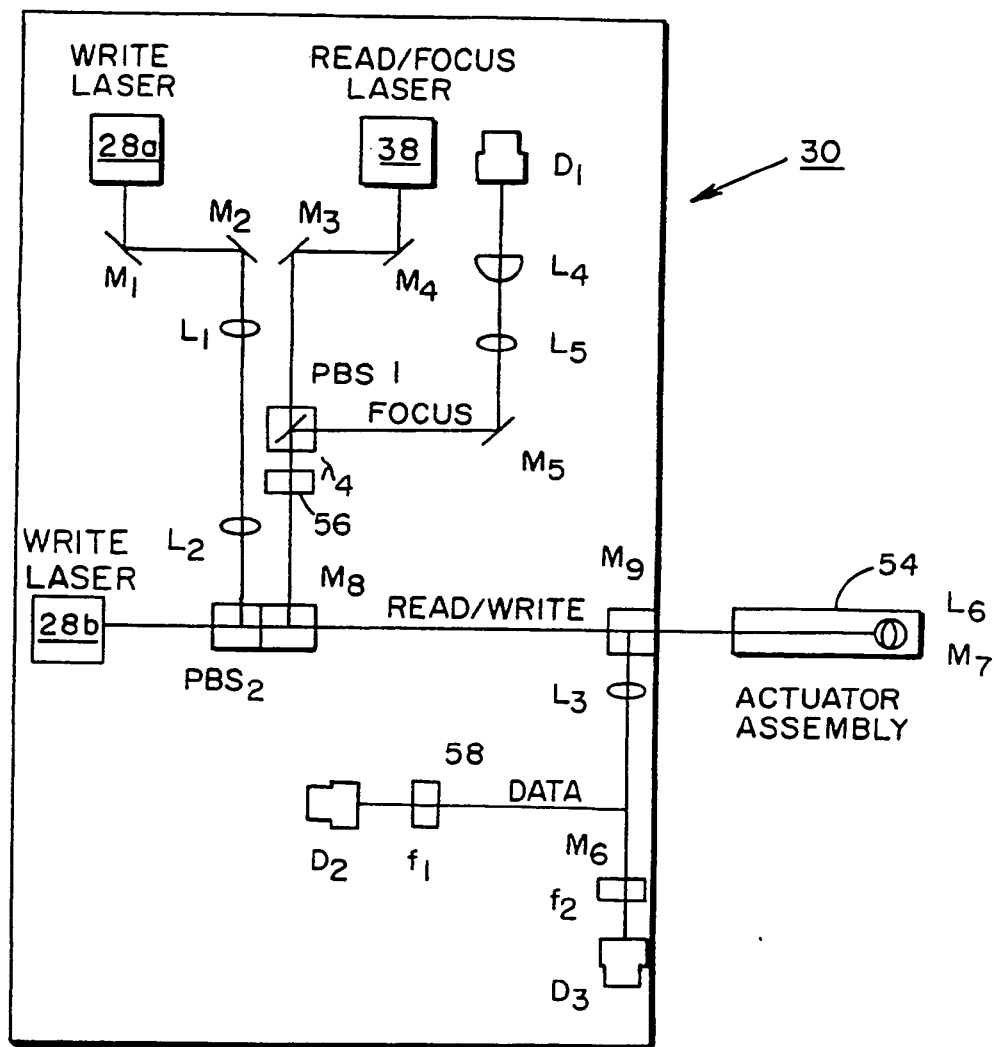 WRITE
LASER
28a
READ/FOCUS
LASER
38
D1
30
M1
M2
M3
M4
L4
L1
L5
PBS 1
FOCUS
M5
λ4
56
L2
WRITE
LASER
28b
PBS2
M8
READ/WRITE
M9
54
L6
M7
ACTUATOR
ASSEMBLY
L3
58
DATA
D2
f1
M6
f2
D3